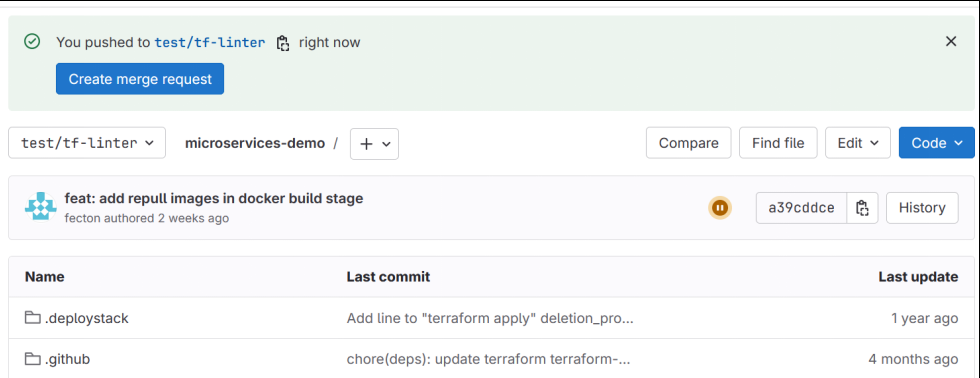 You pushed to test/tf-linter right now
Create merge request
test/tf-linter microservices-demo / + Compare Find file Edit Code
feat: add repull images in docker build stage
fecton authored 2 weeks ago
a39cddce History
Name Last commit Last update
.deploystack Add line to "terraform apply" deletion_pro... 1 year ago
.github chore(deps): update terraform terraform-... 4 months ago